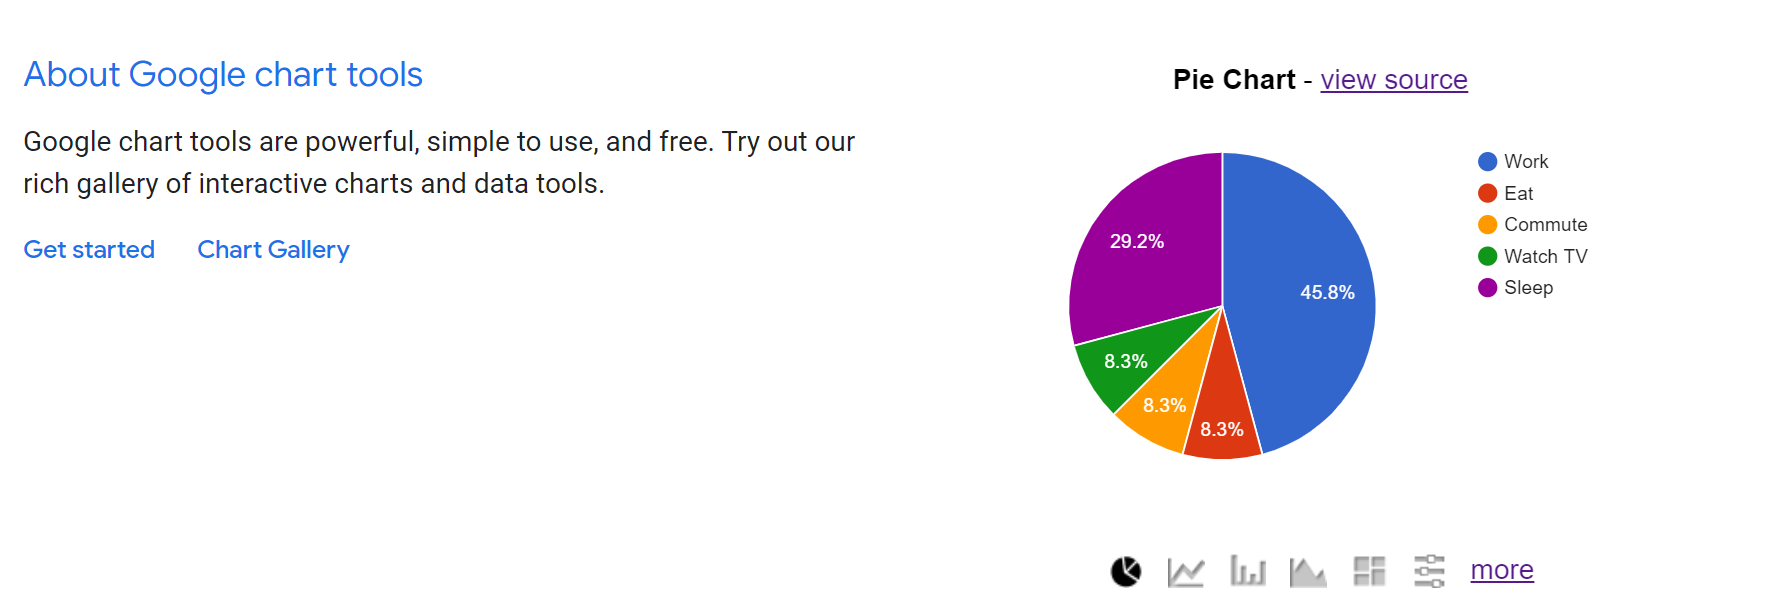 About Google chart tools
Google chart tools are powerful, simple to use, and free. Try out our
rich gallery of interactive charts and data tools.
Get started
Chart Gallery
Pie Chart - view source
29.2%
45.8%
8.3%
8.3%
8.3%
Work
Eat
Commute
Watch TV
Sleep
more